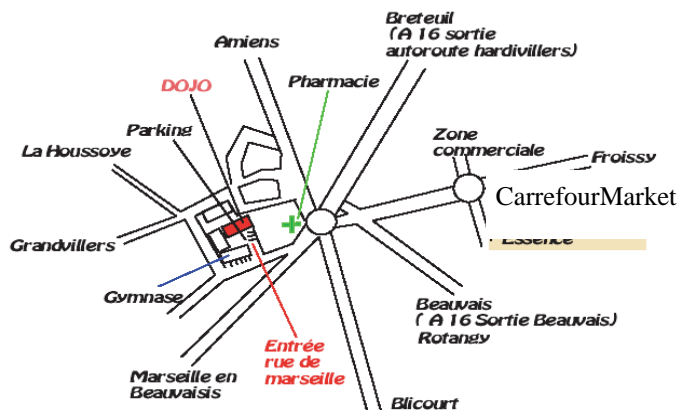 Breteuil
( A 16 sortie
autoroute hardivillers)
Amiens
Pharmacie
DOJO
Parking
La Houssoye
Zone
commerciale
Froissy
CarrefourMarket
Essence
Grandvillers
Gymnase
Beauvais
( A 16 Sortie Beauvais)
Rotangy
Entrée
rue de
marseille
Marseille en
Beauvaisis
Blicourt